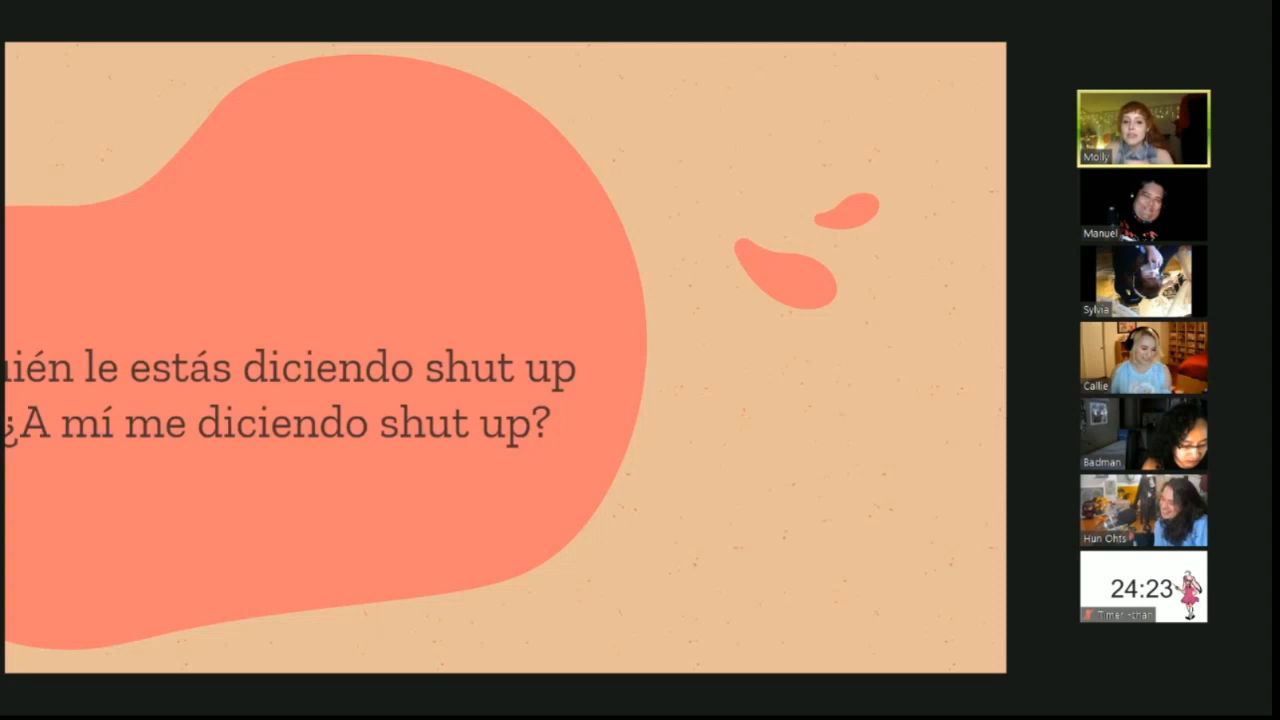 uién le estás diciendo shut up
¿A mí me diciendo shut up?
Molly
Manuel
Sylvia
Callie
Badman
Hun Ohts
24:23
Timer -chan